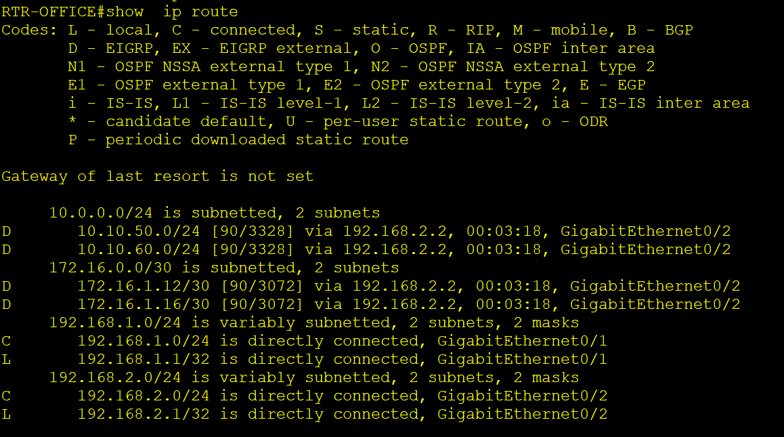 RTR-OFFICE#show  ip route
Codes: L - local, C - connected, S - static, R - RIP, M - mobile, B - BGP
       D - EIGRP, EX - EIGRP external, O - OSPF, IA - OSPF inter area
       N1 - OSPF NSSA external type 1, N2 - OSPF NSSA external type 2
       E1 - OSPF external type 1, E2 - OSPF external type 2, E - EGP
       i - IS-IS, L1 - IS-IS level-1, L2 - IS-IS level-2, ia - IS-IS inter area
       * - candidate default, U - per-user static route, o - ODR
       P - periodic downloaded static route
Gateway of last resort is not set
     10.0.0.0/24 is subnetted, 2 subnets
D       10.10.50.0/24 [90/3328] via 192.168.2.2, 00:03:18, GigabitEthernet0/2
D       10.10.60.0/24 [90/3328] via 192.168.2.2, 00:03:18, GigabitEthernet0/2
     172.16.0.0/30 is subnetted, 2 subnets
D       172.16.1.12/30 [90/3072] via 192.168.2.2, 00:03:18, GigabitEthernet0/2
D       172.16.1.16/30 [90/3072] via 192.168.2.2, 00:03:18, GigabitEthernet0/2
     192.168.1.0/24 is variably subnetted, 2 subnets, 2 masks
C       192.168.1.0/24 is directly connected, GigabitEthernet0/1
L       192.168.1.1/32 is directly connected, GigabitEthernet0/1
     192.168.2.0/24 is variably subnetted, 2 subnets, 2 masks
C       192.168.2.0/24 is directly connected, GigabitEthernet0/2
L       192.168.2.1/32 is directly connected, GigabitEthernet0/2